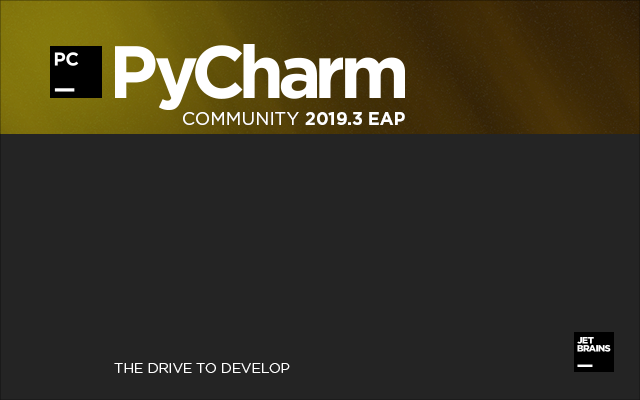 PC
PyCharm
COMMUNITY 2019.3 EAP
THE DRIVE TO DEVELOP
JET
BRAINS